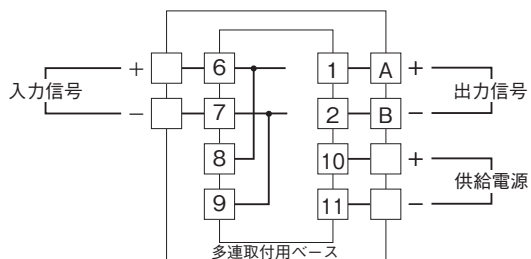 + 6 1 A +
入力信号 出力信号
− 7 2 B −
8 10 +
供給電源
9 11 −
多連取付用ベース